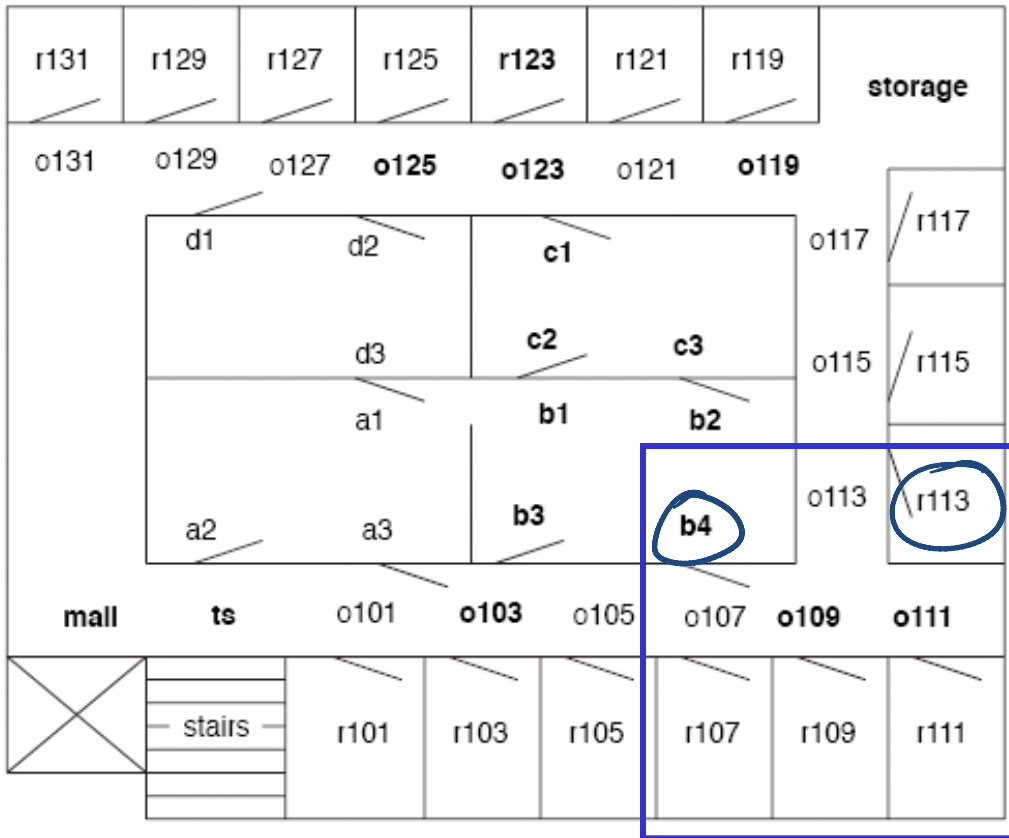 r131 r129 r127 r125 r123 r121 r119
storage
o131 o129 o127 o125 o123 o121 o119
r117
d1 d2 c1 o117
d3 c2 c3 o115 r115
a1 b1 b2
a2 a3 b3 b4 o113 r113
mall ts o101 o103 o105 o107 o109 o111
stairs r101 r103 r105 r107 r109 r111